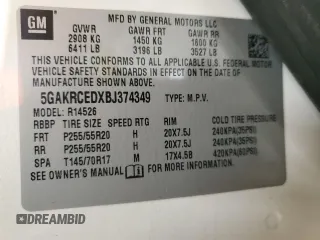 GM
MFD BY GENERAL MOTORS LLC
GVWR GAWR FRT GAWR RR
2908 KG 1450 KG 1600 KG
6411 LB 3196 LB 3527 LB
THIS VEHICLE CONFORMS TO ALL APPLICABLE U.S. FEDERAL MOTOR
VEHICLE SAFETY
THEFT PREVENTION STANDARDS IN EFFECT ON THE DATE OF
MANUFACTURE SHOWN ABOVE.
5GAKRCEDXBJ374349 TYPE: M.P.V.
MODEL: R14526
RBBP TIRE SIZE SPEED RTG RIM COLD TIRE PRESSURE
FRT P255/55R20 H 20X7.5J 240KPA(35PSI)
RR P255/55R20 H 20X7.5J 240KPA(35PSI)
SPA T145/70R17 M 17X4.5B 420KPA(60PSI)
SEE OWNER'S MANUAL FOR ADDITIONAL INFORMATION.
DREAMBID